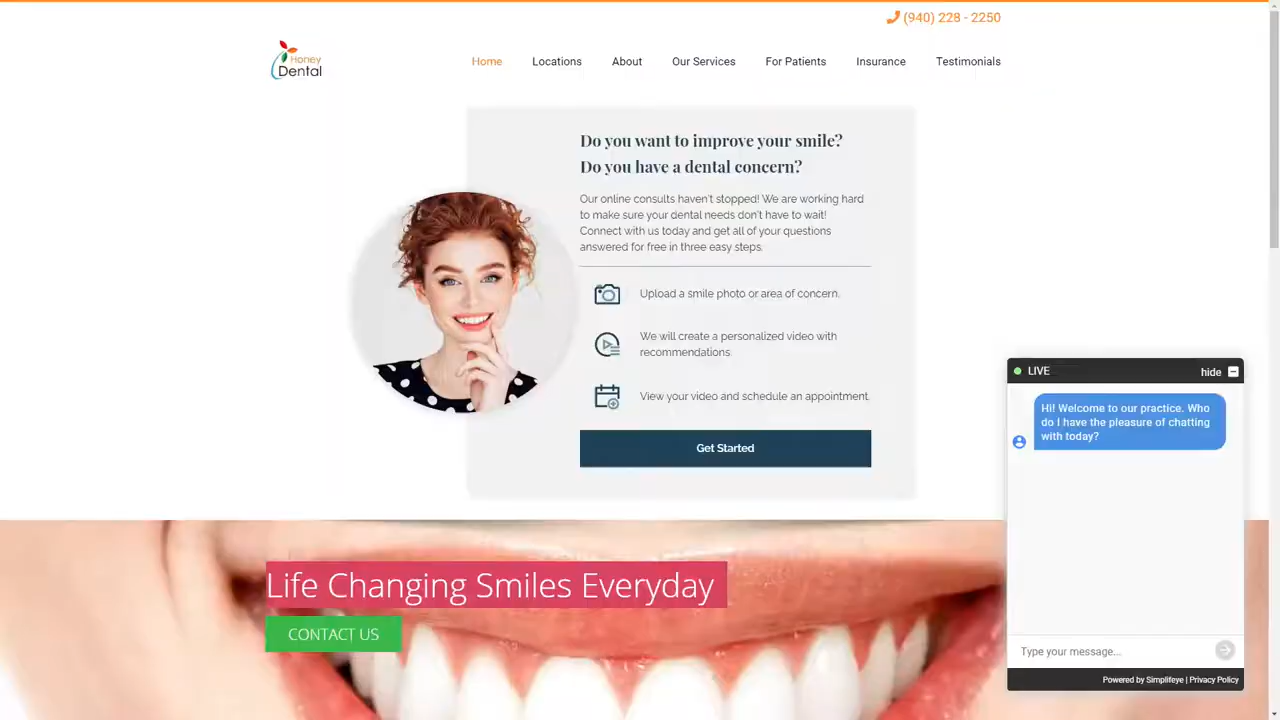 (940) 228 - 2250
Honey
Dental
Home Locations About Our Services For Patients Insurance Testimonials
Do you want to improve your smile?
Do you have a dental concern?
Our online consults haven't stopped! We are working hard
to make sure your dental needs don't have to wait!
Connect with us today and get all of your questions
answered for free in three easy steps.
Upload a smile photo or area of concern.
We will create a personalized video with
recommendations.
View your video and schedule an appointment.
Get Started
LIVE hide
Hi! Welcome to our practice. Who
do I have the pleasure of chatting
with today?
Type your message...
Powered by Simplifeye | Privacy Policy
Life Changing Smiles Everyday
CONTACT US